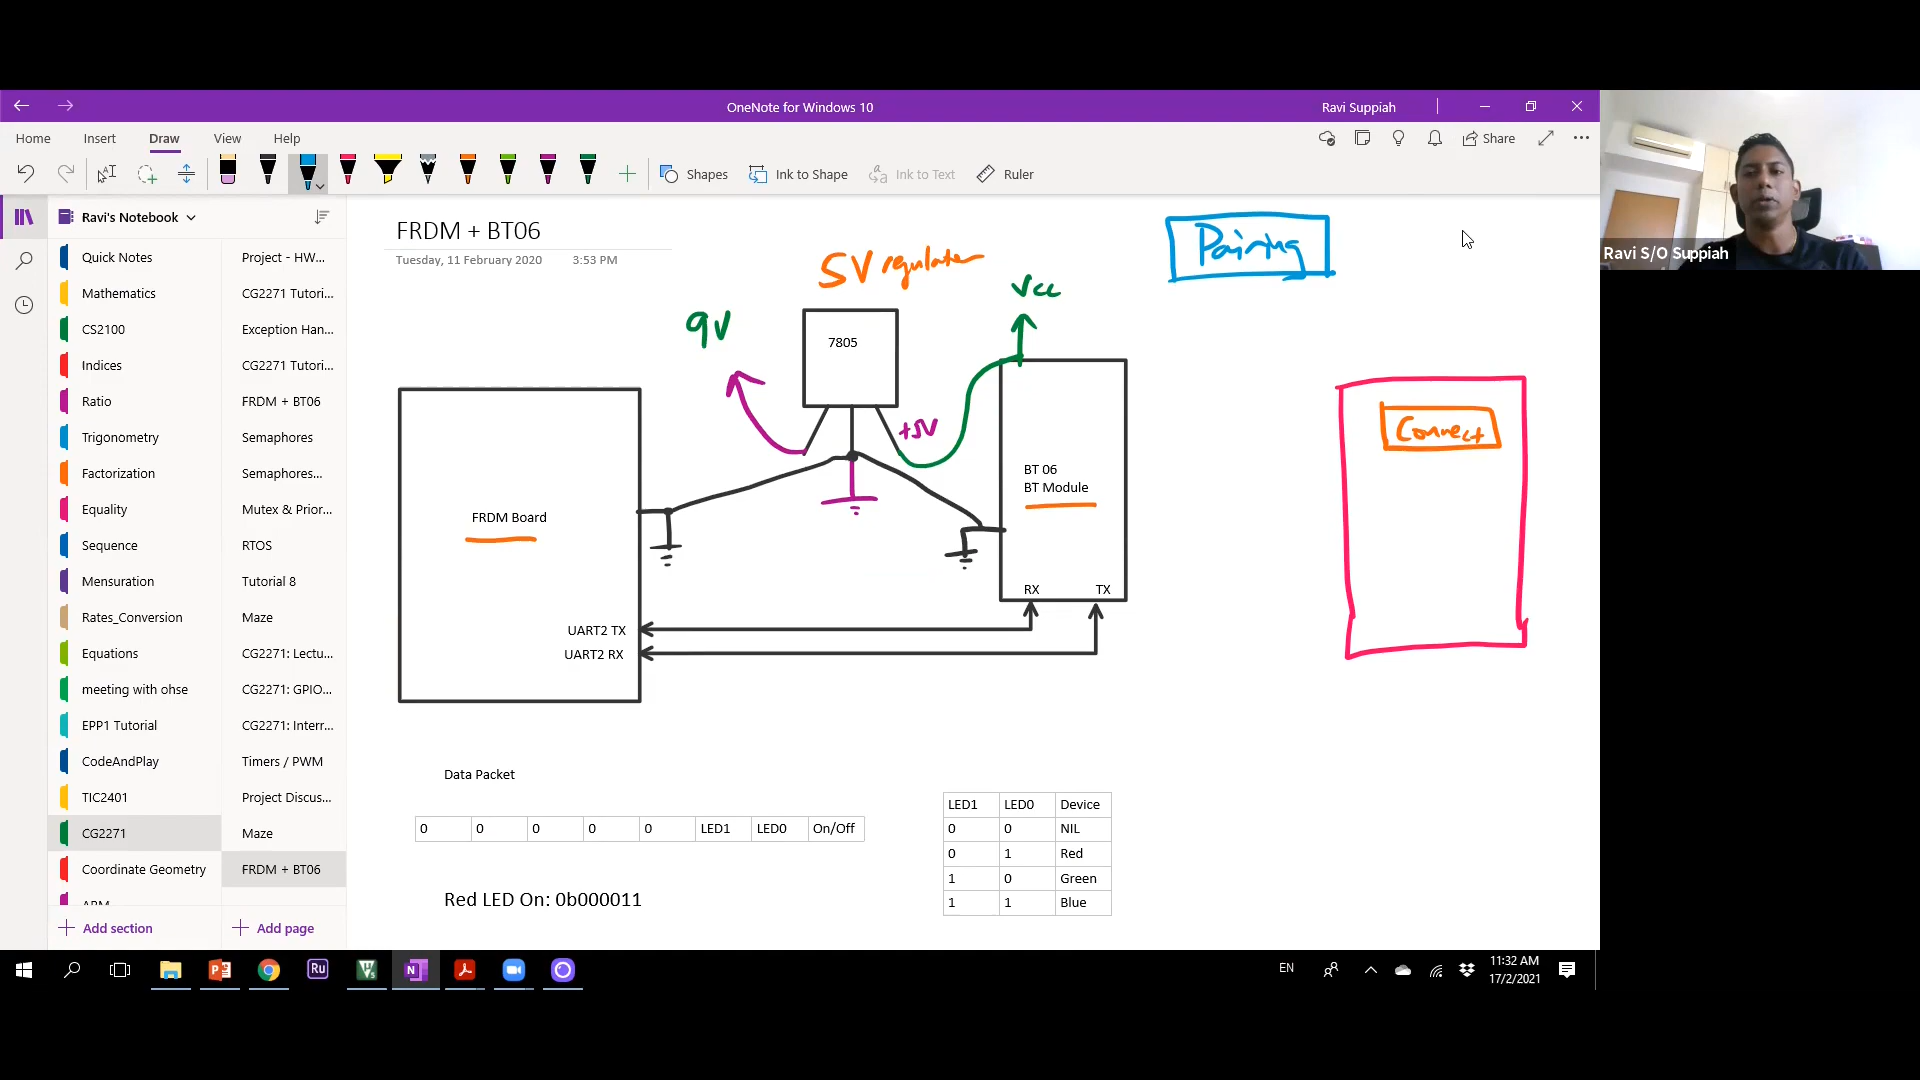 OneNote for Windows 10
Ravi Suppiah
Home Insert Draw View Help
Share
Shapes Ink to Shape Ink to Text Ruler
Ravi's Notebook
Quick Notes
Mathematics
CS2100
Indices
Ratio
Trigonometry
Factorization
Equality
Sequence
Mensuration
Rates_Conversion
Equations
meeting with ohse
EPP1 Tutorial
CodeAndPlay
TIC2401
CG2271
Coordinate Geometry
ARM
Add section
Project - HW...
CG2271 Tutori...
Exception Han...
CG2271 Tutori...
FRDM + BT06
Semaphores
Semaphores...
Mutex & Prior...
RTOS
Tutorial 8
Maze
CG2271: Lectu...
CG2271: GPIO...
CG2271: Interr...
Timers / PWM
Project Discus...
Maze
FRDM + BT06
Add page
FRDM + BT06
Tuesday, 11 February 2020 3:53 PM
5V regulator
Pairing
Vcc
9V
7805
+5V
Connect
BT 06
BT Module
FRDM Board
RX TX
UART2 TX
UART2 RX
Data Packet
0 0 0 0 0 LED1 LED0 On/Off
Red LED On: 0b000011
LED1 LED0 Device
0 0 NIL
0 1 Red
1 0 Green
1 1 Blue
Ravi S/O Suppiah
Ru
N
EN
11:32 AM
17/2/2021